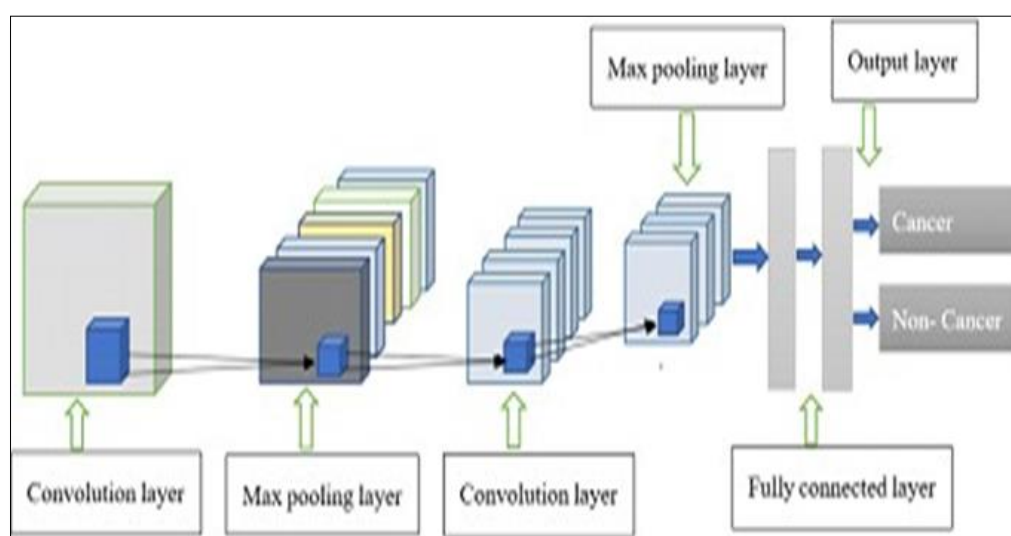 Max pooling layer
Output layer
Cancer
Non- Cancer
Convolution layer
Max pooling layer
Convolution layer
Fully connected layer